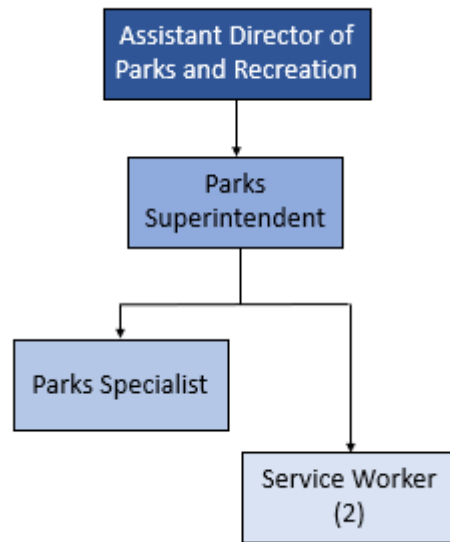 Assistant Director of
Parks and Recreation
Parks
Superintendent
Parks Specialist
Service Worker
(2)